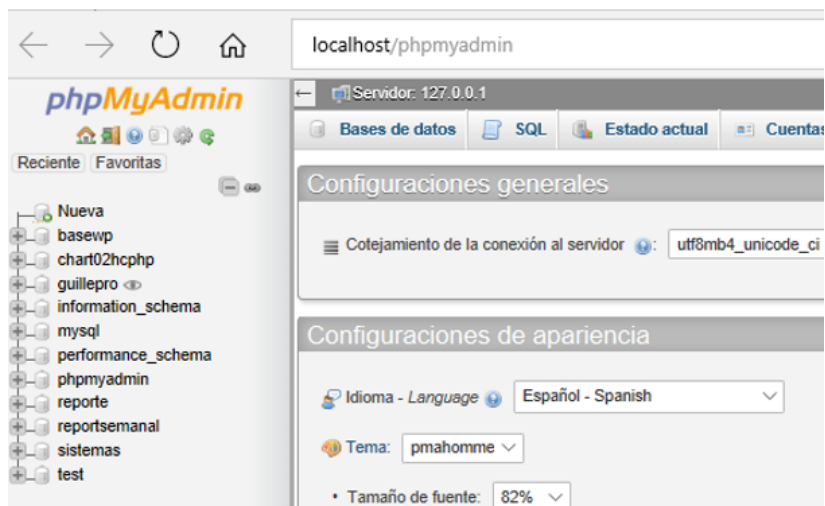 localhost/phpmyadmin
phpMyAdmin
Reciente Favoritas
Nueva
basewp
chart02hcphp
guillepro
information_schema
mysql
performance_schema
phpmyadmin
reporte
reportsemanal
sistemas
test
Servidor: 127.0.0.1
Bases de datos SQL Estado actual Cuentas
Configuraciones generales
Cotejamiento de la conexión al servidor : utf8mb4_unicode_ci
Configuraciones de apariencia
Idioma - Language Español - Spanish
Tema: pmahomme
• Tamaño de fuente: 82%